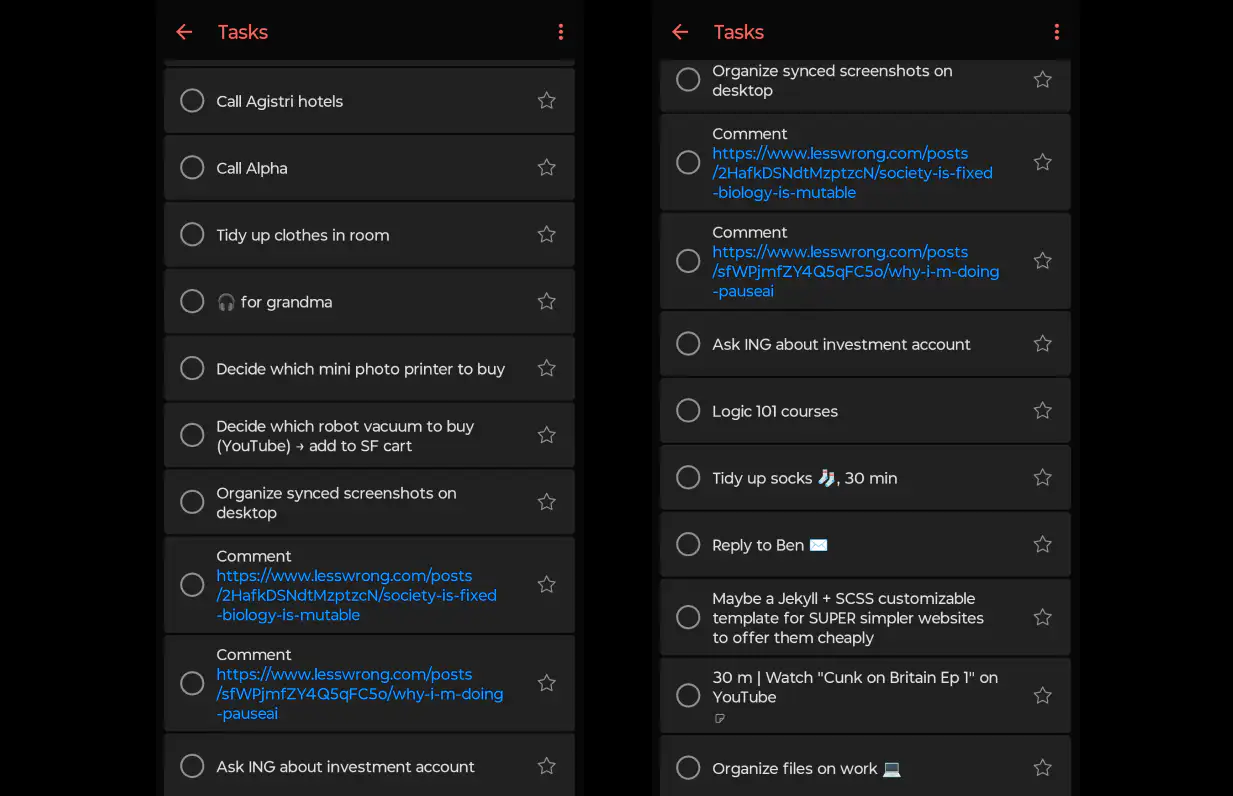 Tasks
Call Agistri hotels
Call Alpha
Tidy up clothes in room
🎧 for grandma
Decide which mini photo printer to buy
Decide which robot vacuum to buy
(YouTube) → add to SF cart
Organize synced screenshots on
desktop
Comment
https://www.lesswrong.com/posts
/2HafkDSNdtMzptzcN/society-is-fixed
-biology-is-mutable
Comment
https://www.lesswrong.com/posts
/sfWPjmfZY4Q5qFC5o/why-i-m-doing
-pauseai
Ask ING about investment account
Tasks
Organize synced screenshots on
desktop
Comment
https://www.lesswrong.com/posts
/2HafkDSNdtMzptzcN/society-is-fixed
-biology-is-mutable
Comment
https://www.lesswrong.com/posts
/sfWPjmfZY4Q5qFC5o/why-i-m-doing
-pauseai
Ask ING about investment account
Logic 101 courses
Tidy up socks 🧦, 30 min
Reply to Ben ✉️
Maybe a Jekyll + SCSS customizable
template for SUPER simpler websites
to offer them cheaply
30 m | Watch "Cunk on Britain Ep 1" on
YouTube
Organize files on work 💻